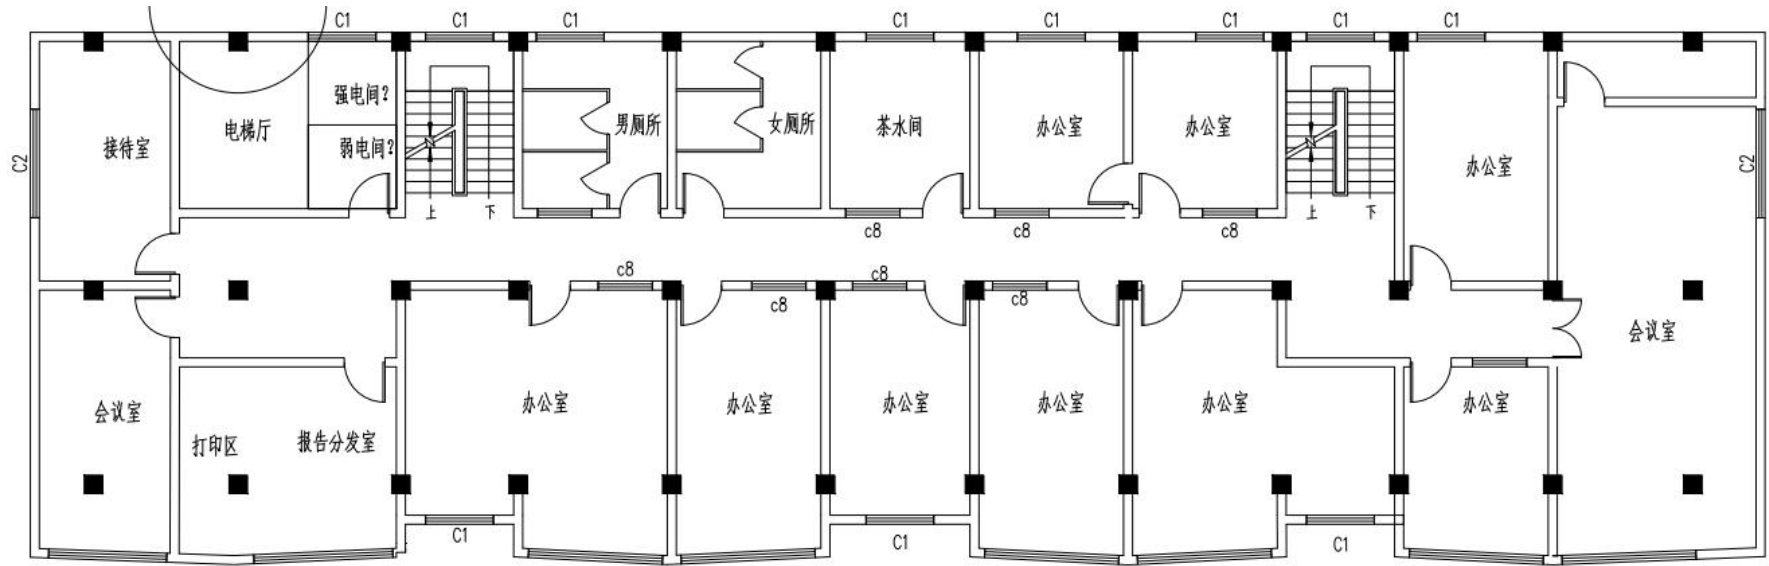 C1 C1 C1 C1 C1 C1 C1 C1
强电间?
电梯厅
男厕所
女厕所
茶水间
办公室
办公室
接待室
弱电间?
C2
C2
办公室
上 下
上 下
c8 c8 c8
c8 c8
c8 c8
会议室
会议室
办公室
办公室
办公室
办公室
办公室
办公室
打印区
报告分发室
C1 C1 C1